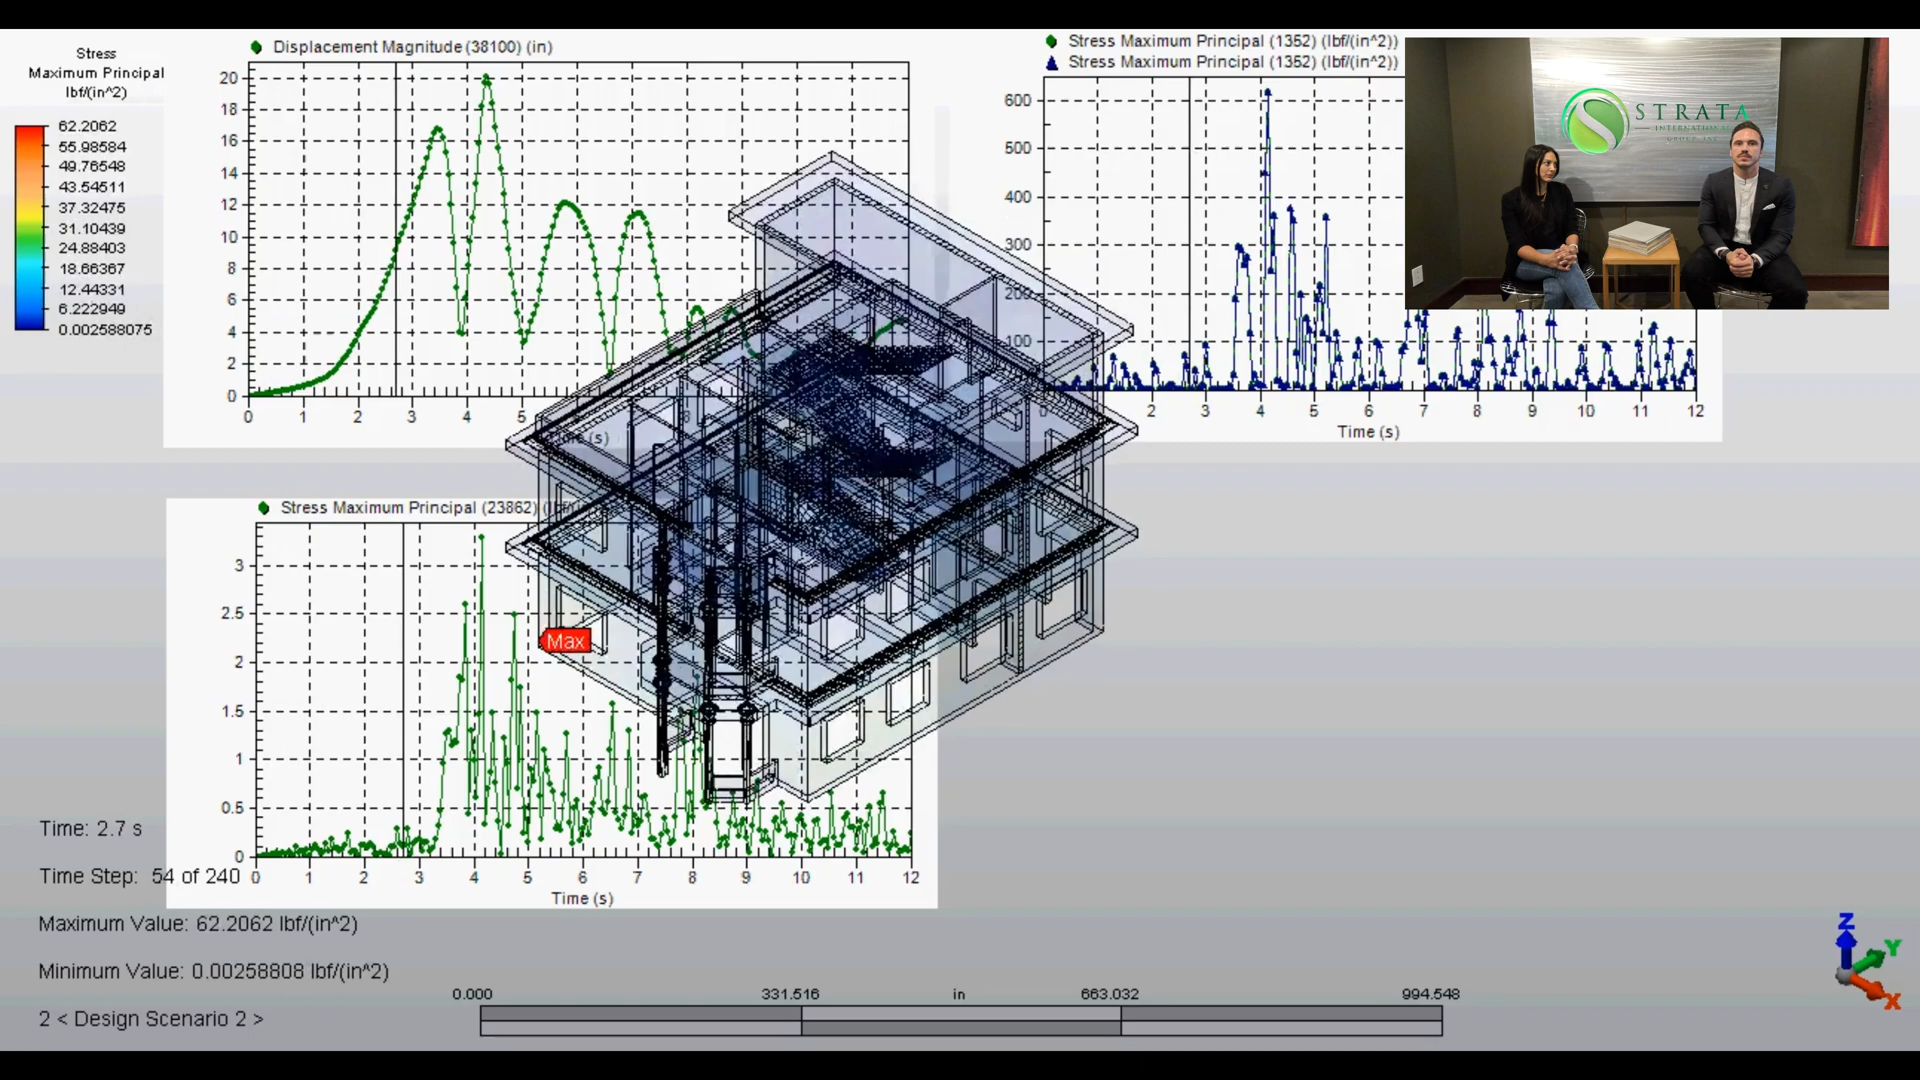 Stress
Maximum Principal
lbf/(in^2)
62.2062
55.98584
49.76548
43.54511
37.32475
31.10439
24.88403
18.66367
12.44331
6.222949
0.002588075
Displacement Magnitude (38100) (in)
20
18
16
14
12
10
8
6
4
2
0
0 1 2 3 4 5 8
Time (s)
Stress Maximum Principal (1352) (lbf/(in^2))
Stress Maximum Principal (1352) (lbf/(in^2))
600
500
400
300
200
100
0 2 3 4 5 6 7 8 9 10 11 12
Time (s)
STRATA
INTERNATIONAL
GROUP, INC.
Stress Maximum Principal (23862)
3
2.5
2
1.5
1
0.5
0
0 1 2 3 4 5 6 7 8 9 10 11 12
Time (s)
Max
Time: 2.7 s
Time Step: 54 of 240
Maximum Value: 62.2062 lbf/(in^2)
Minimum Value: 0.00258808 lbf/(in^2)
2 < Design Scenario 2 >
0.000 331.516 in 663.032 994.548
Z
Y
X